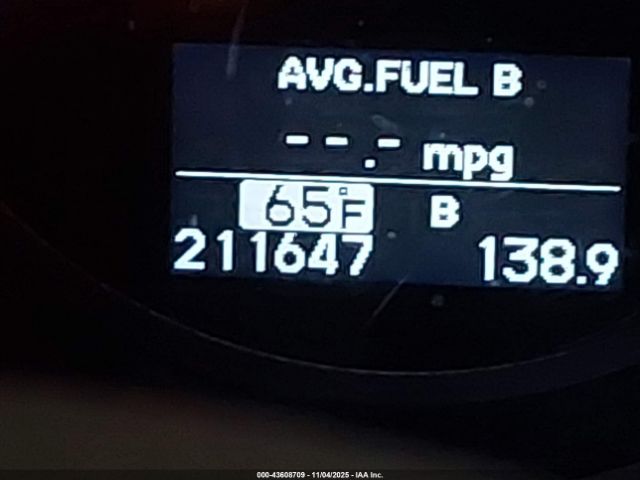 AVG.FUEL B
--.- mpg
65°F B
211647 138.9
000-43608709 - 11/04/2025 - IAA Inc.